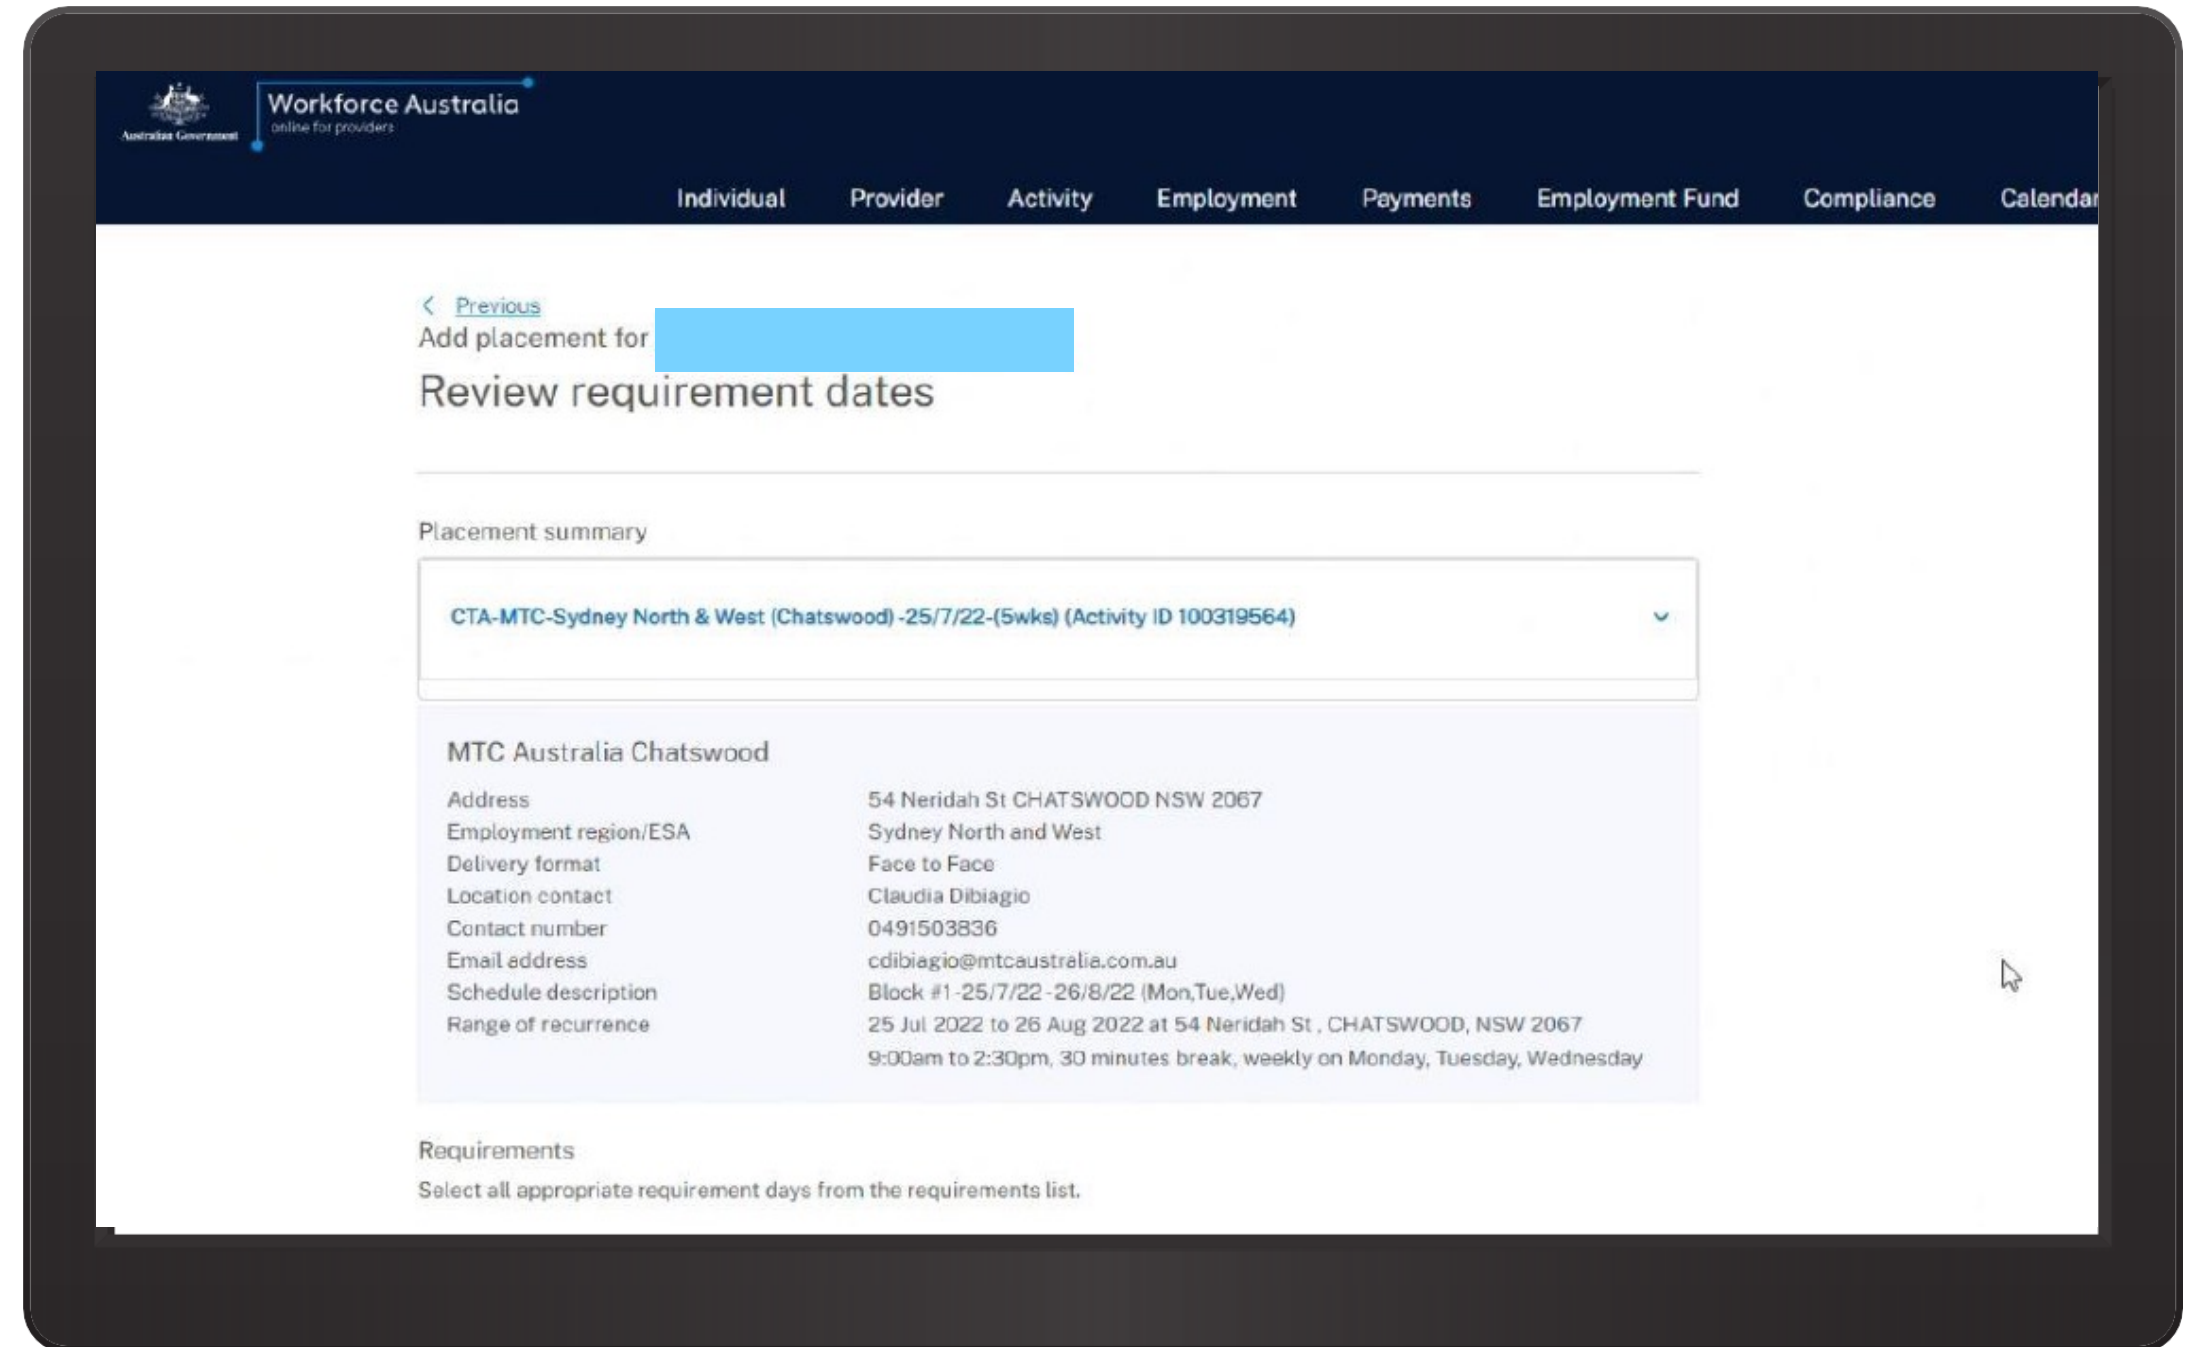 Australian Government
Workforce Australia
online for providers
Individual Provider Activity Employment Payments Employment Fund Compliance Calendar
Previous
Add placement for
Review requirement dates
Placement summary
CTA-MTC-Sydney North & West (Chatswood) -25/7/22-(5wks) (Activity ID 100319564)
MTC Australia Chatswood
Address 54 Neridah St CHATSWOOD NSW 2067
Employment region/ESA Sydney North and West
Delivery format Face to Face
Location contact Claudia Dibiagio
Contact number 0491503836
Email address cdibiagio@mtcaustralia.com.au
Schedule description Block #1-25/7/22-26/8/22 (Mon,Tue,Wed)
Range of recurrence 25 Jul 2022 to 26 Aug 2022 at 54 Neridah St , CHATSWOOD, NSW 2067
9:00am to 2:30pm, 30 minutes break, weekly on Monday, Tuesday, Wednesday
Requirements
Select all appropriate requirement days from the requirements list.